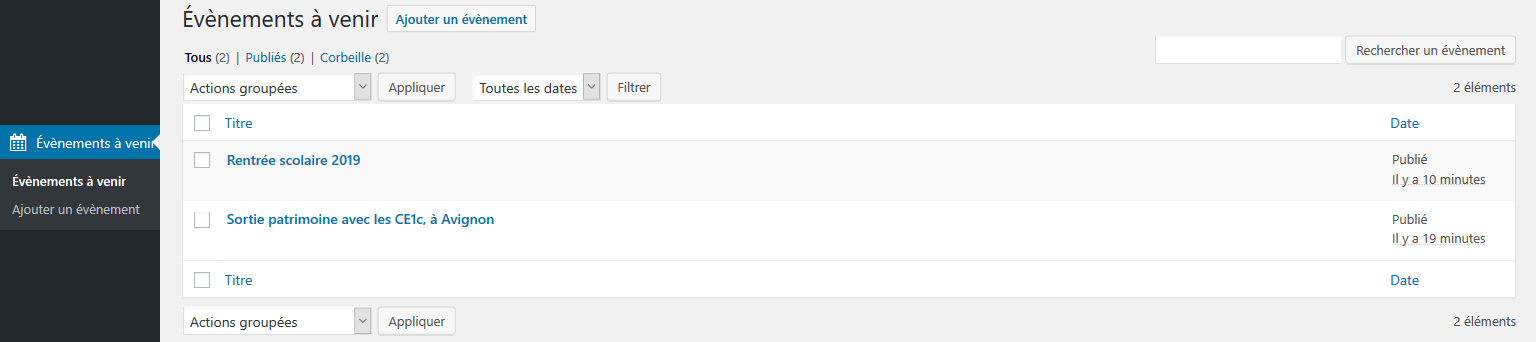 Évènements à venir
Évènements à venir
Ajouter un évènement
Évènements à venir Ajouter un évènement
Tous (2) | Publiés (2) | Corbeille (2)
Rechercher un évènement
Actions groupées Appliquer Toutes les dates Filtrer 2 éléments
Titre Date
Rentrée scolaire 2019 Publié
Il y a 10 minutes
Sortie patrimoine avec les CE1c, à Avignon Publié
Il y a 19 minutes
Titre Date
Actions groupées Appliquer 2 éléments